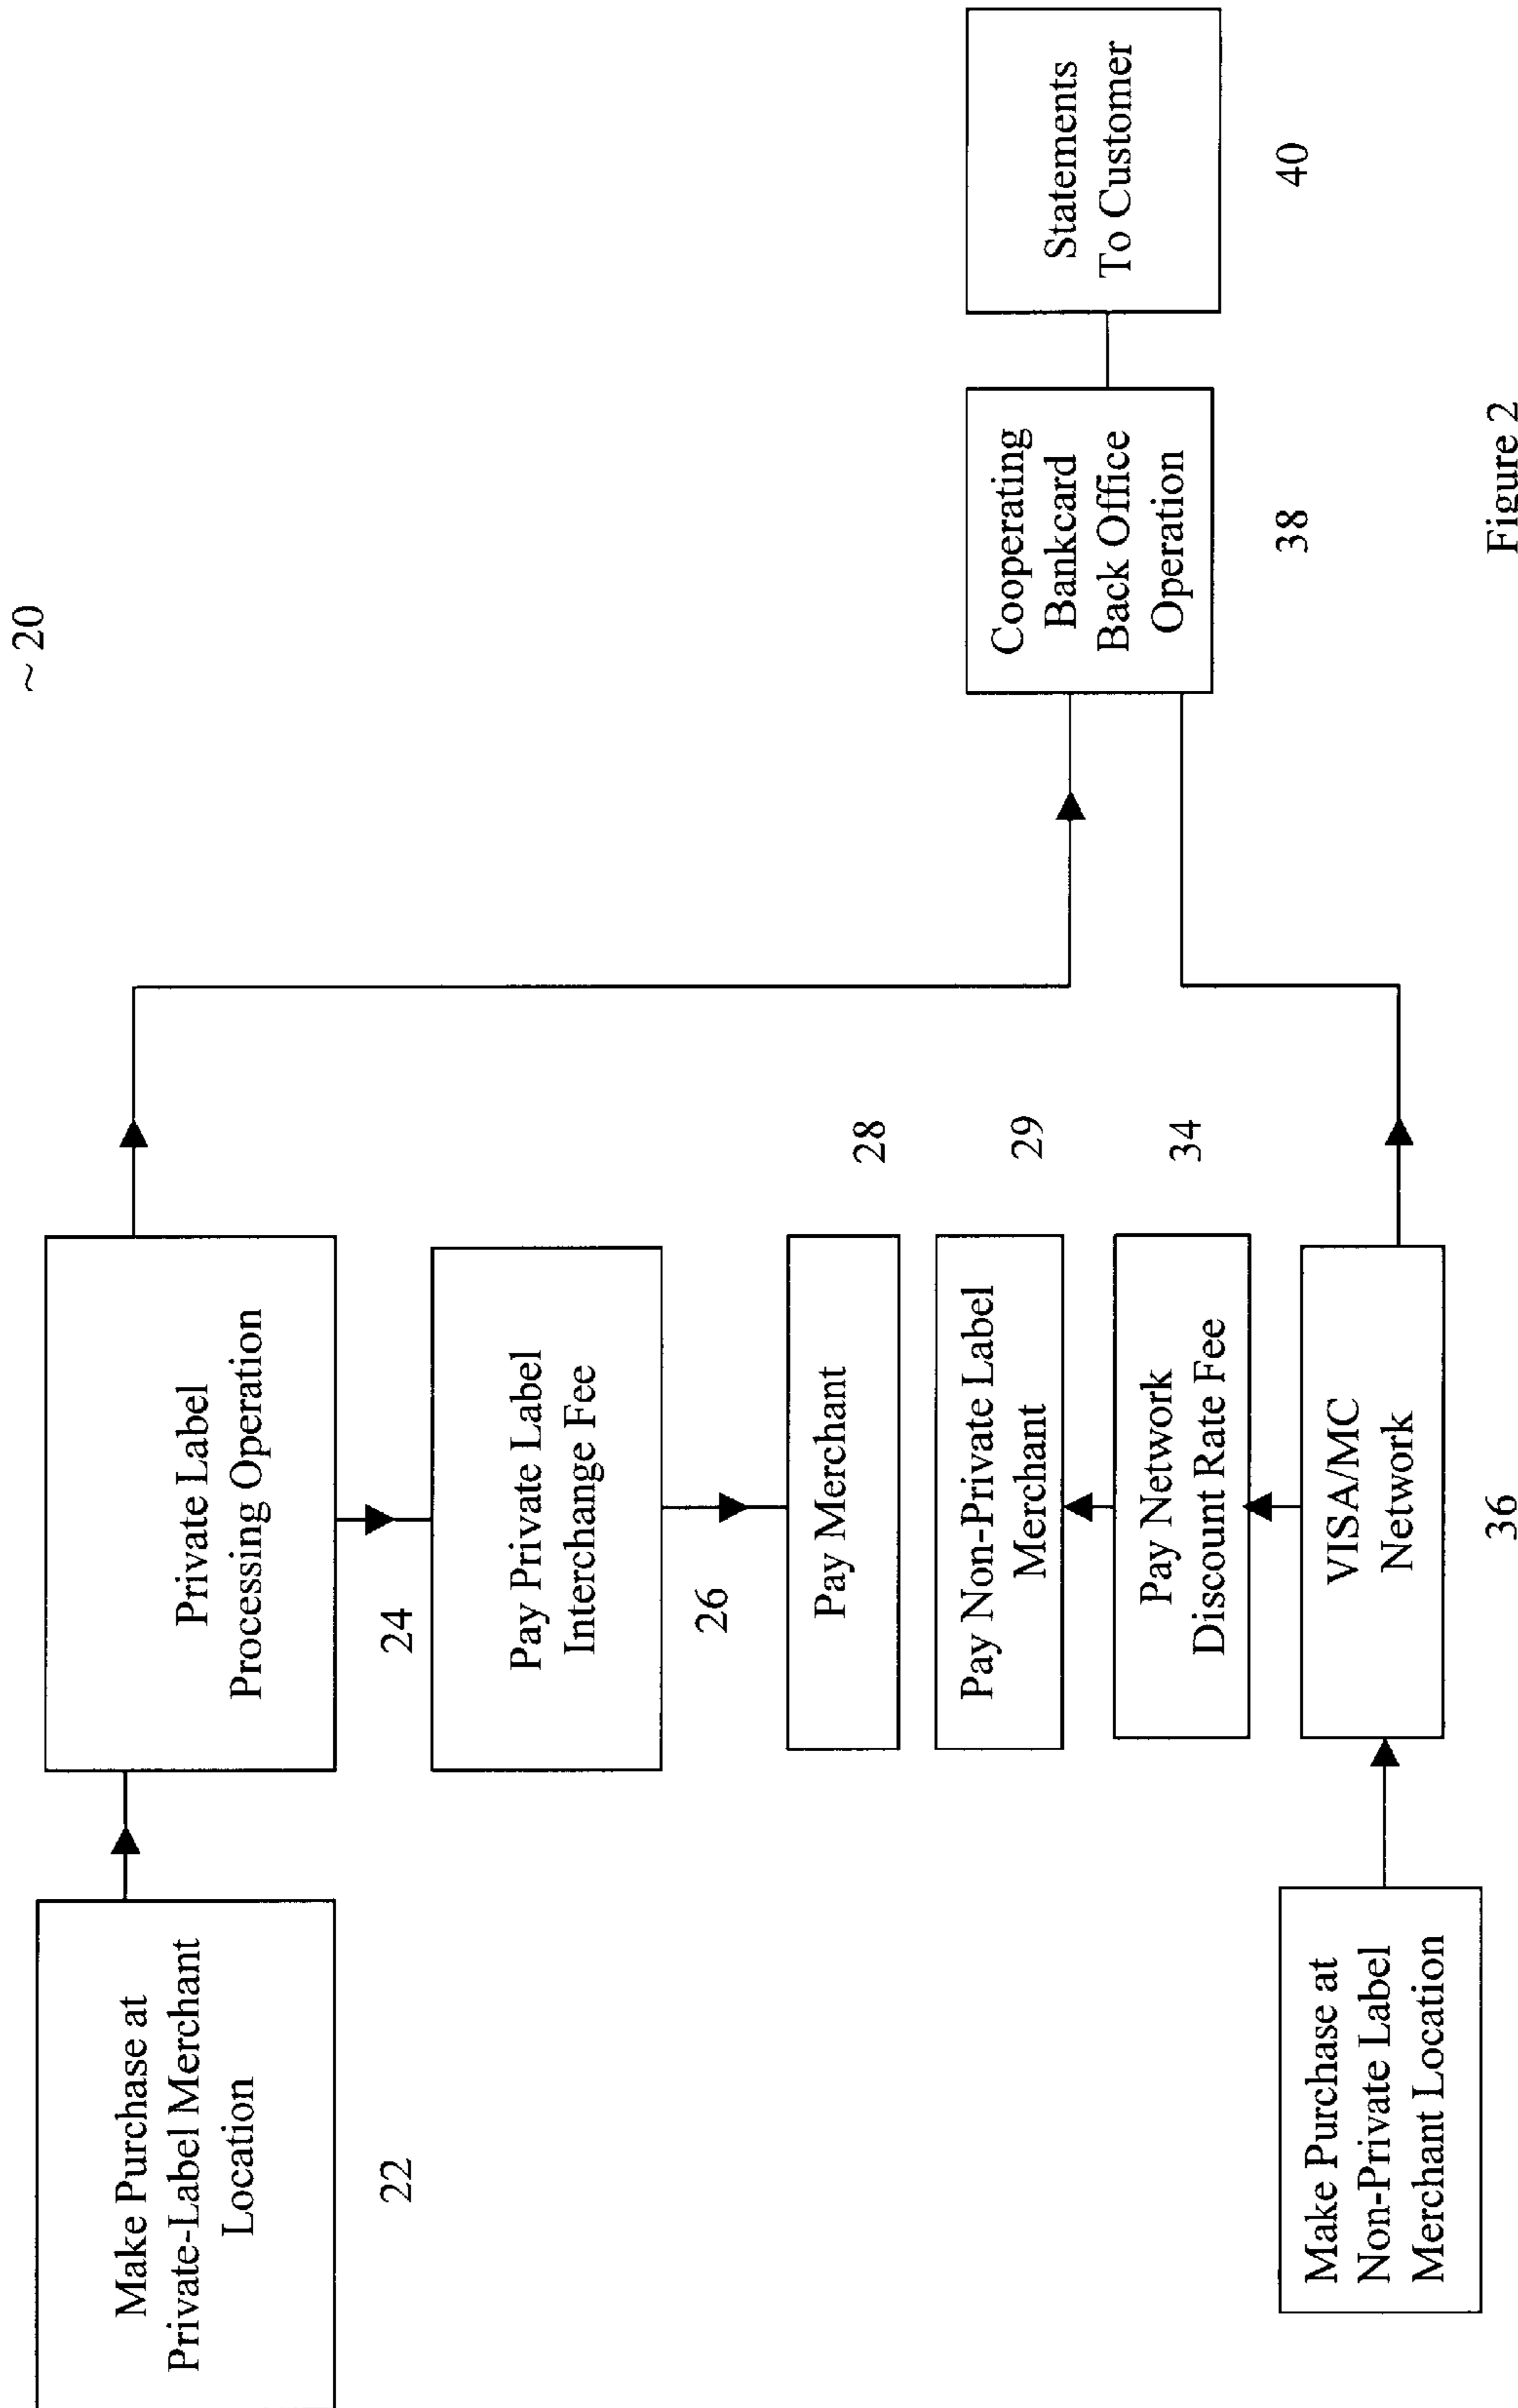 ~ 20
Make Purchase at
Private-Label Merchant
Location
22
Private Label
Processing Operation
24
Pay Private Label
Interchange Fee
26
Pay Merchant
28
Pay Non-Private Label
Merchant
29
Pay Network
Discount Rate Fee
34
VISA/MC
Network
36
Make Purchase at
Non-Private Label
Merchant Location
Cooperating
Bankcard
Back Office
Operation
38
Statements
To Customer
40
Figure 2